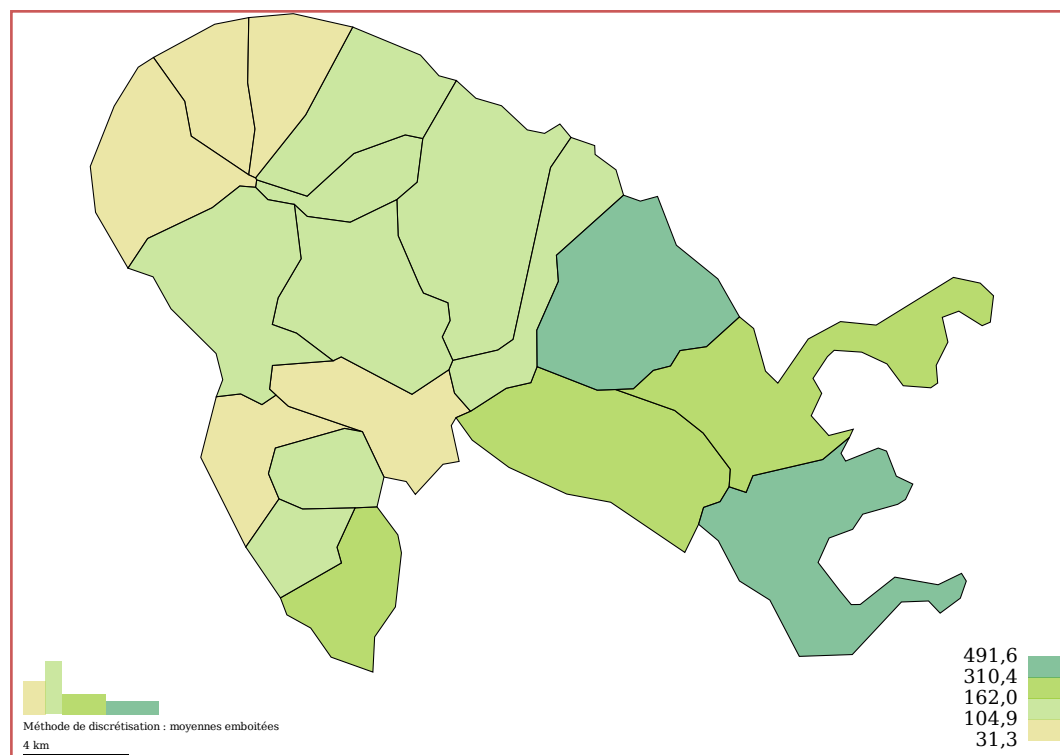 491,6
310,4
162,0
104,9
31,3
Méthode de discrétisation : moyennes emboitées
4 km